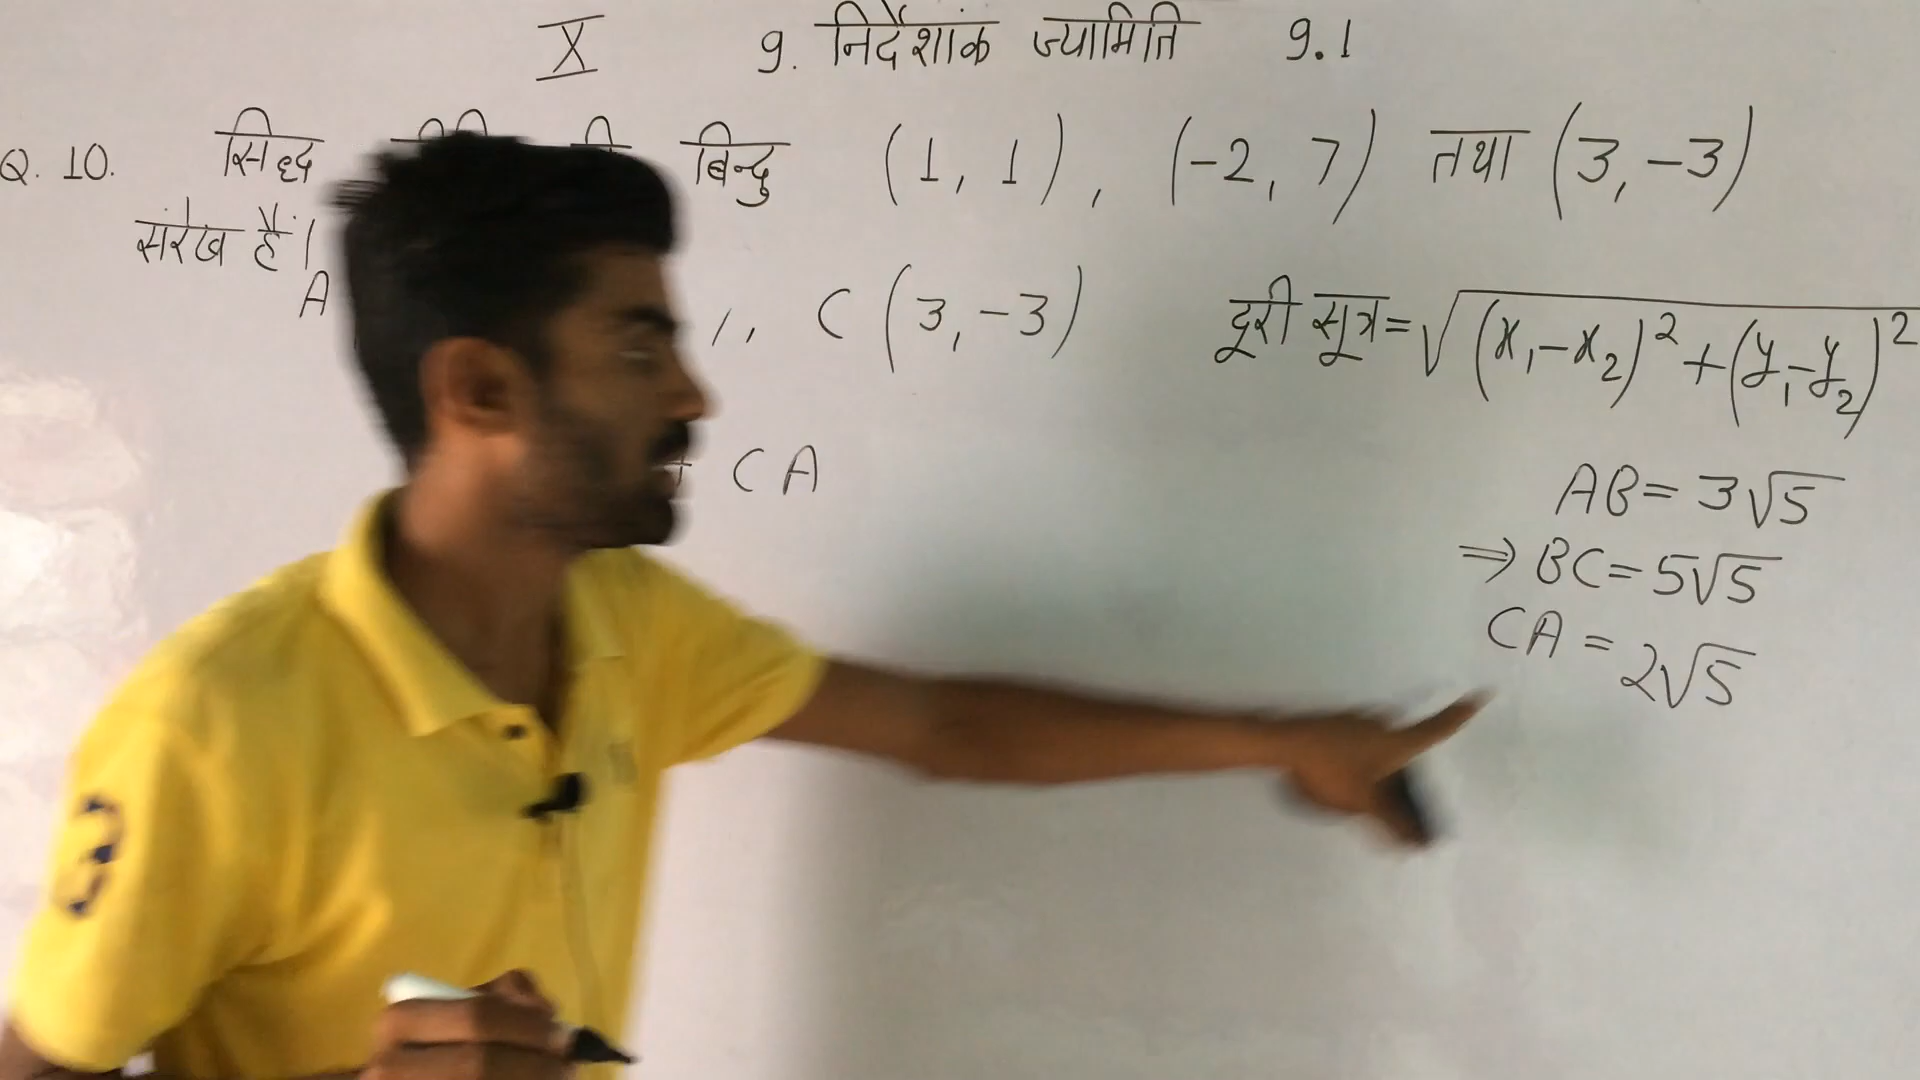 X 9. निर्देशांक ज्यामिति 9.1
Q. 10. सिद्ध बिन्दु (1, 1), (-2, 7) तथा (3, -3)
संरेख हैं।
A , C (3, -3) दूरी सूत्र = √(x₁-x₂)² + (y₁-y₂)²
CA
AB = 3√5
⇒ BC = 5√5
CA = 2√5